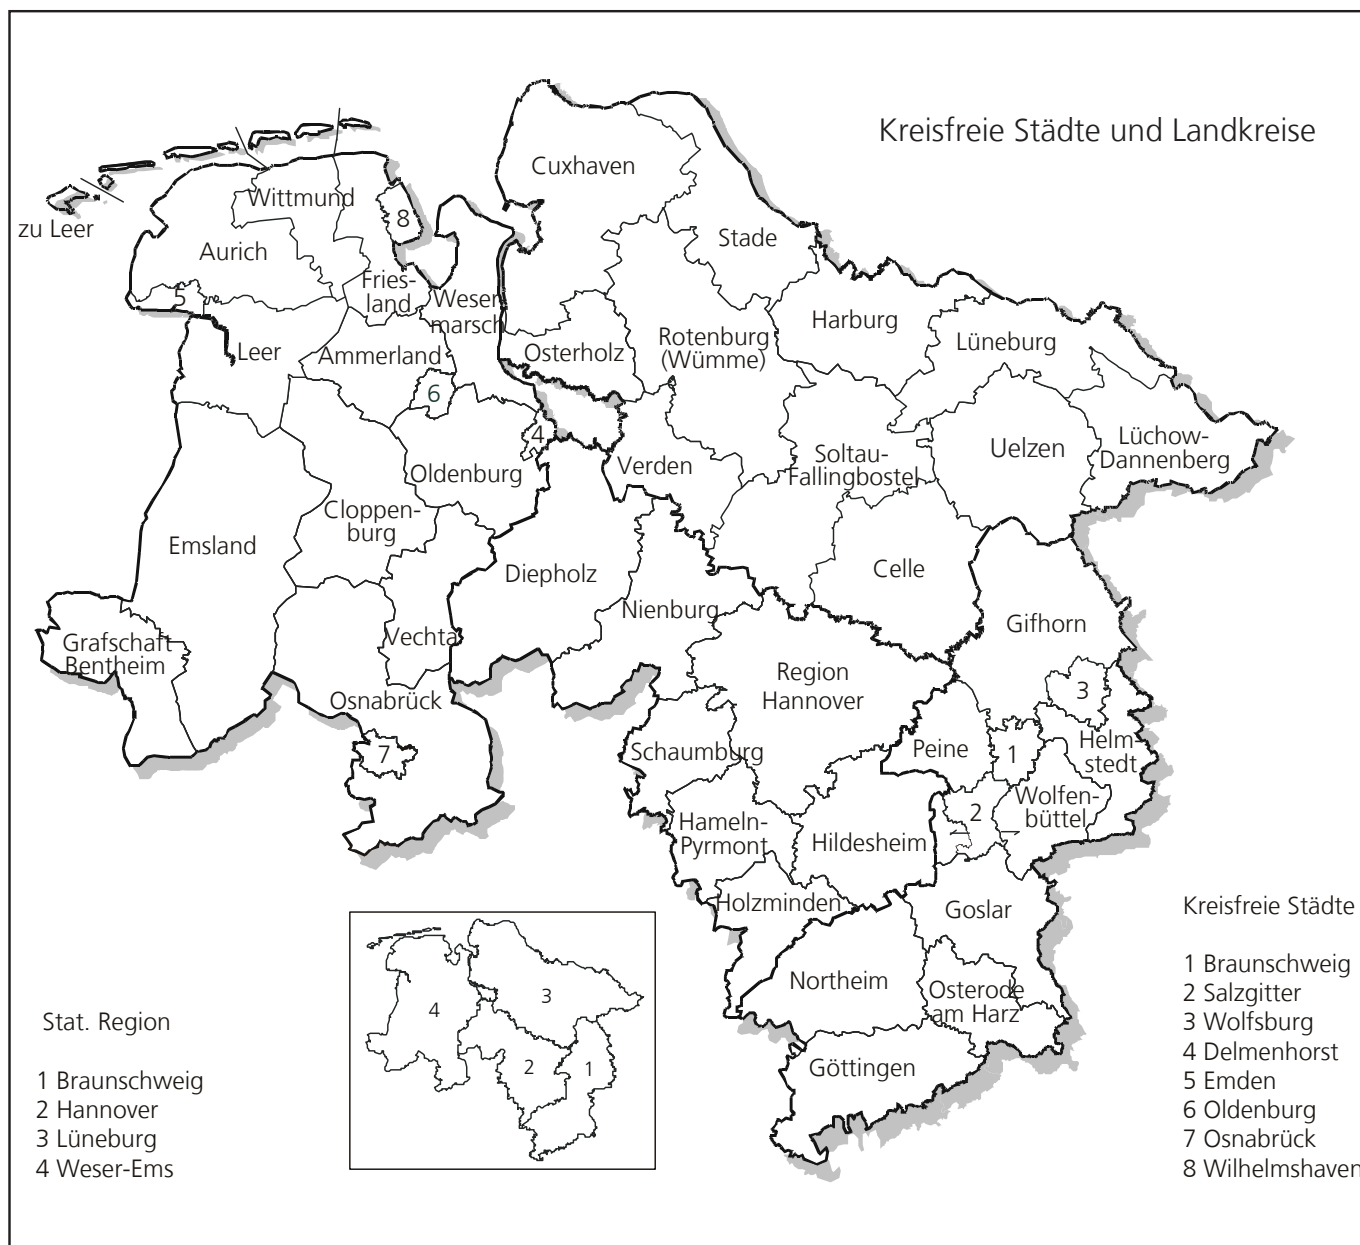 Kreisfreie Städte und Landkreise
Cuxhaven
Wittmund
8
zu Leer
Stade
Aurich
Fries-
land
5
Weser
marsch
Harburg
Rotenburg
(Wümme)
Lüneburg
Leer
Ammerland
Osterholz
6
4
Lüchow-
Dannenberg
Uelzen
Soltau-
Fallingbostel
Verden
Oldenburg
Cloppen-
burg
Emsland
Diepholz
Celle
Nienburg
Gifhorn
Vechta
Grafschaft
Bentheim
Region
Hannover
3
Osnabrück
7
Schaumburg
Peine
1
Helm-
stedt
Wolfen-
büttel
2
Hameln-
Pyrmont
Hildesheim
Holzminden
Goslar
Northeim
Osterode
am Harz
Göttingen
4
3
2
1
Stat. Region
1 Braunschweig
2 Hannover
3 Lüneburg
4 Weser-Ems
Kreisfreie Städte
1 Braunschweig
2 Salzgitter
3 Wolfsburg
4 Delmenhorst
5 Emden
6 Oldenburg
7 Osnabrück
8 Wilhelmshaven